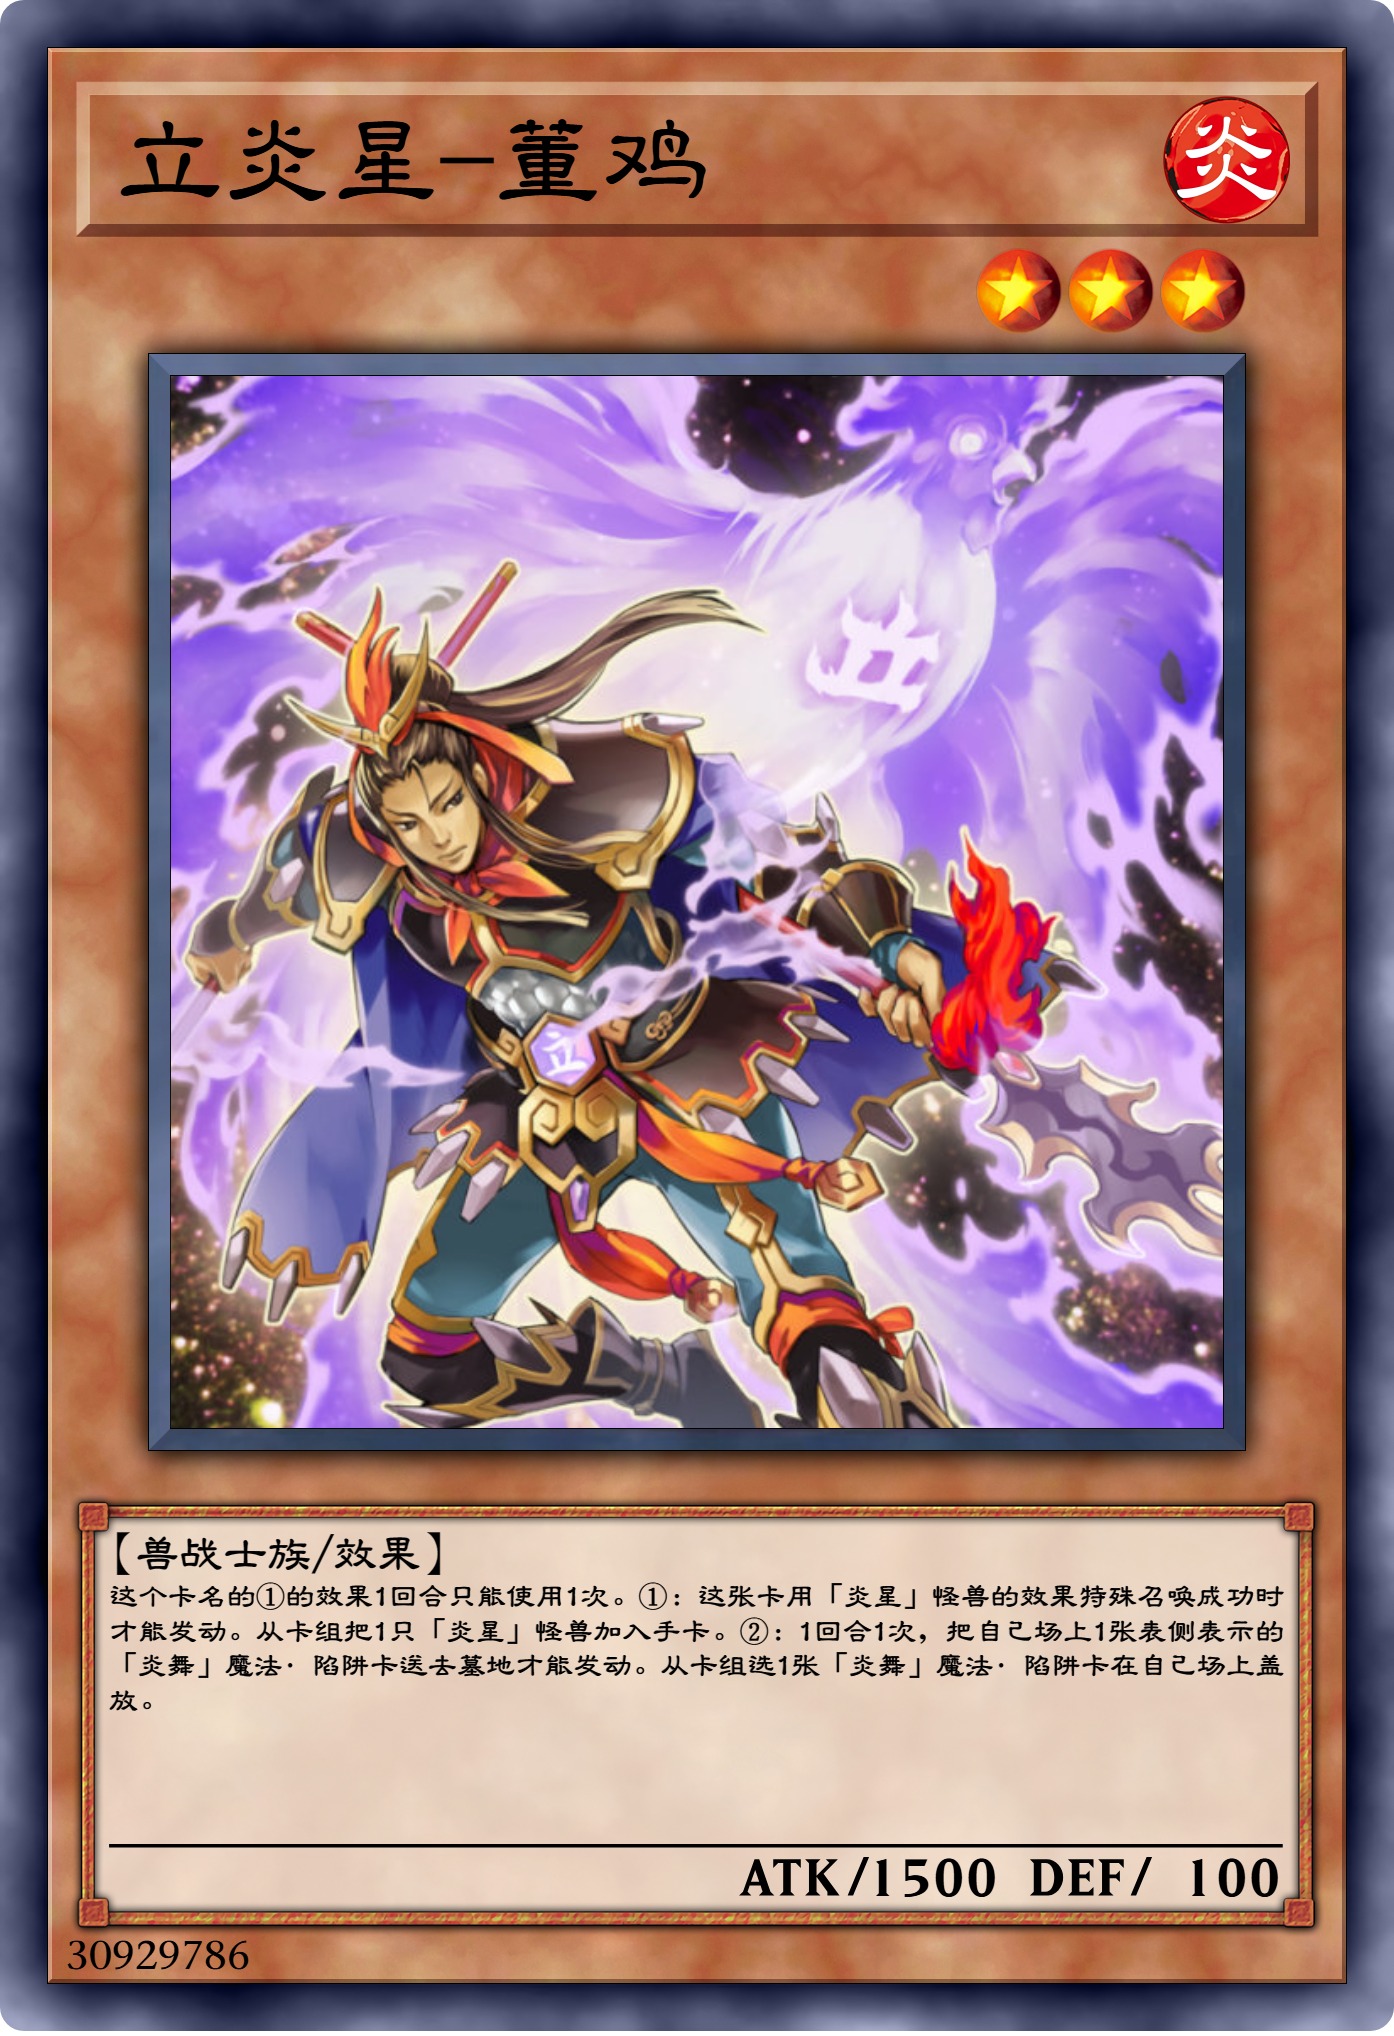 立炎星-董鸡
炎
立
立
【兽战士族/效果】
这个卡名的①的效果1回合只能使用1次。①：这张卡用「炎星」怪兽的效果特殊召唤成功时
才能发动。从卡组把1只「炎星」怪兽加入手卡。②：1回合1次，把自己场上1张表侧表示的
「炎舞」魔法·陷阱卡送去墓地才能发动。从卡组选1张「炎舞」魔法·陷阱卡在自己场上盖
放。
ATK/1500 DEF/ 100
30929786